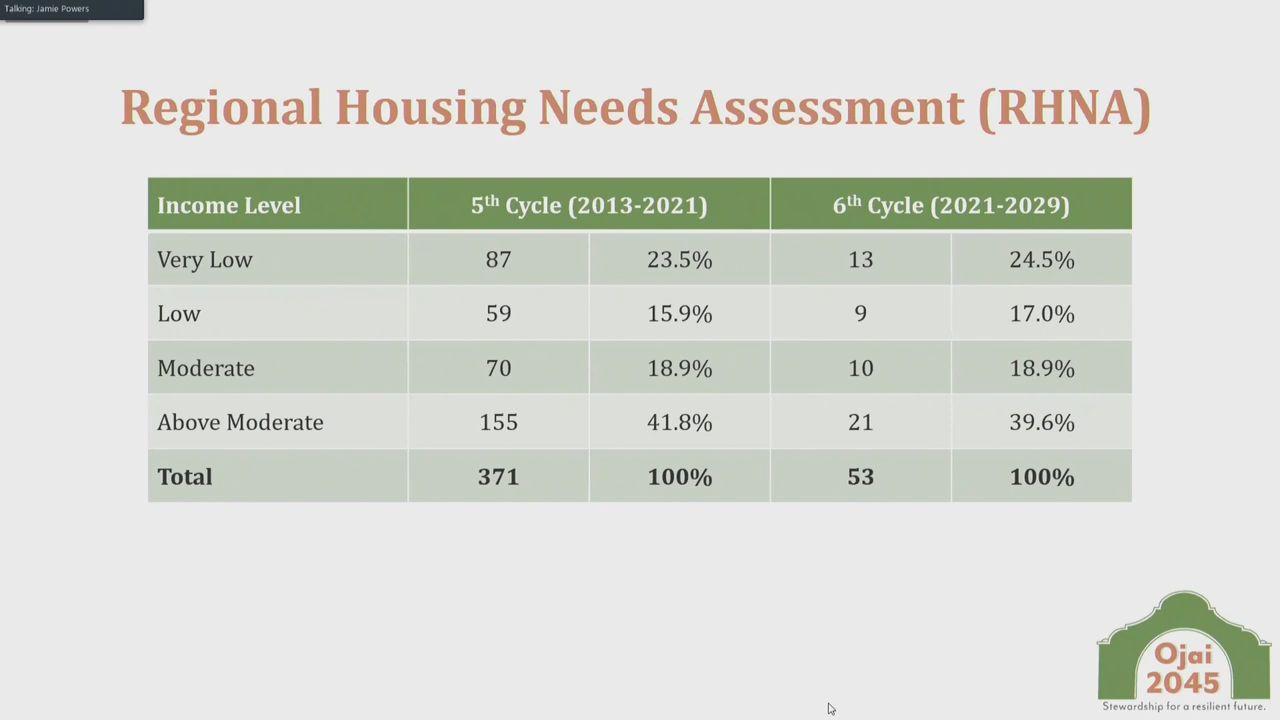 Talking: Jamie Powers
Regional Housing Needs Assessment (RHNA)
Income Level 5th Cycle (2013-2021) 6th Cycle (2021-2029)
Very Low 87 23.5% 13 24.5%
Low 59 15.9% 9 17.0%
Moderate 70 18.9% 10 18.9%
Above Moderate 155 41.8% 21 39.6%
Total 371 100% 53 100%
Ojai
2045
Stewardship for a resilient future.